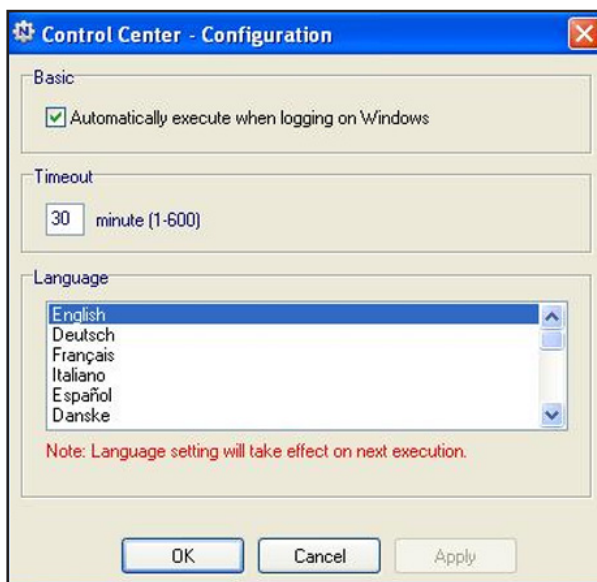 Control Center - Configuration
Basic
Automatically execute when logging on Windows
Timeout
30 minute (1-600)
Language
English
Deutsch
Français
Italiano
Español
Danske
Note: Language setting will take effect on next execution.
OK Cancel Apply